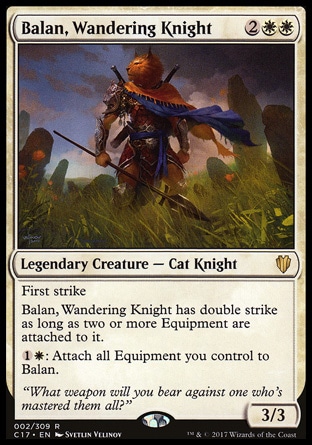 Balan, Wandering Knight 2WW
Legendary Creature — Cat Knight
First strike
Balan, Wandering Knight has double strike
as long as two or more Equipment are
attached to it.
1W: Attach all Equipment you control to
Balan.
“What weapon will you bear against one who's
mastered them all?”
3/3
002/309 R
C17 • EN Svetlin Velinov
™ & © 2017 Wizards of the Coast